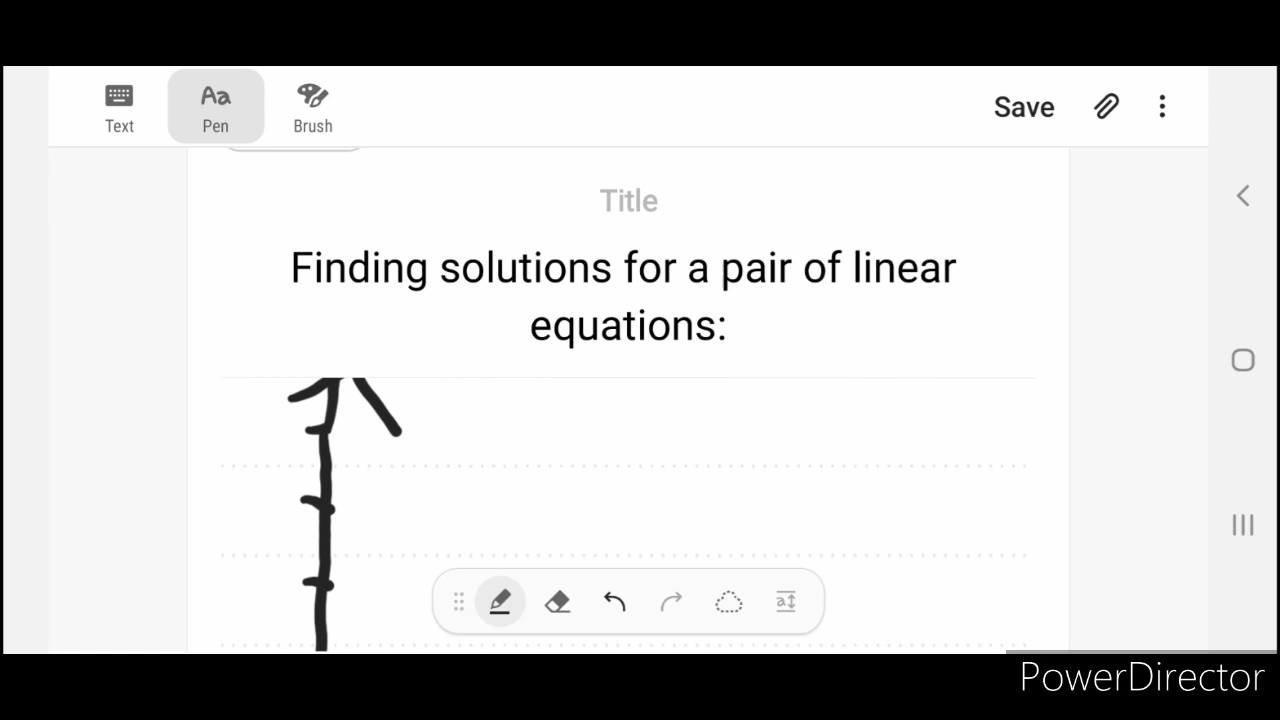 Text
Pen
Brush
Save
Title
Finding solutions for a pair of linear
equations:
PowerDirector